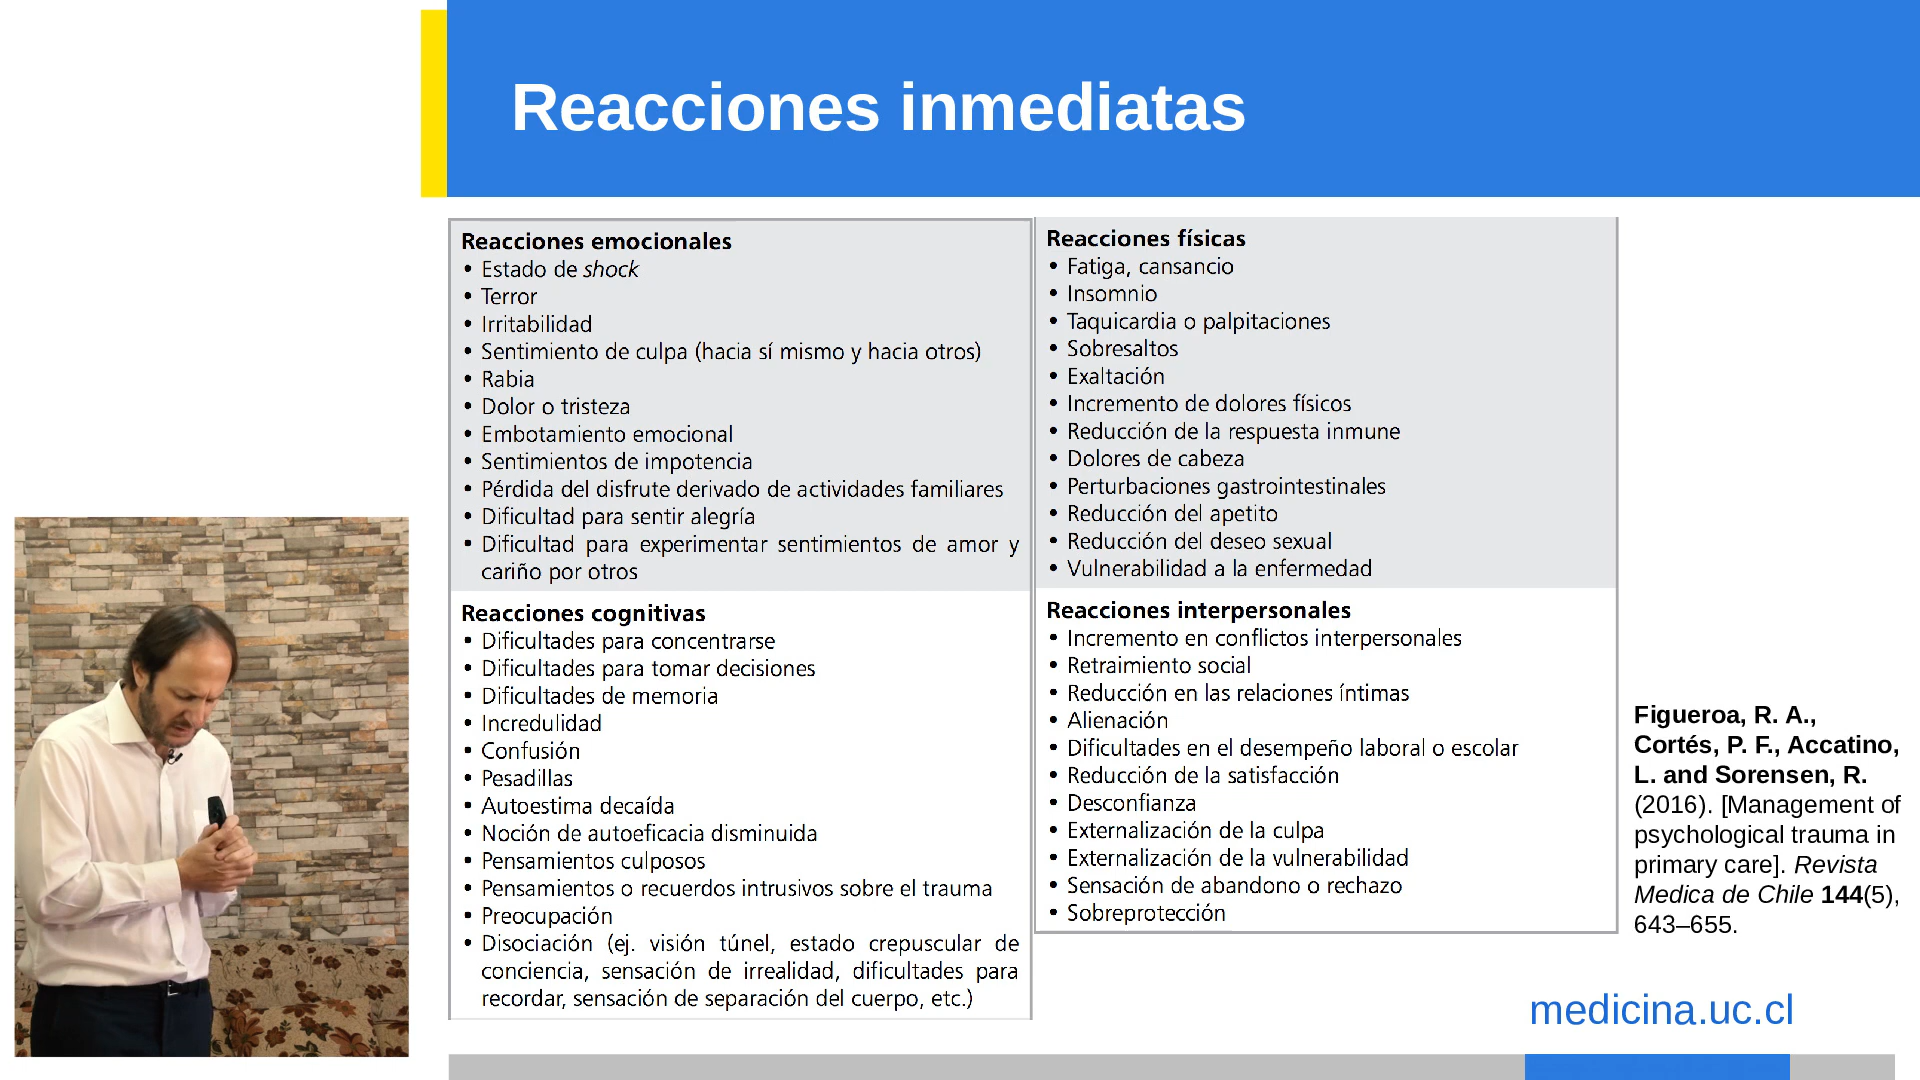 Reacciones inmediatas
Reacciones emocionales
• Estado de shock
• Terror
• Irritabilidad
• Sentimiento de culpa (hacia sí mismo y hacia otros)
• Rabia
• Dolor o tristeza
• Embotamiento emocional
• Sentimientos de impotencia
• Pérdida del disfrute derivado de actividades familiares
• Dificultad para sentir alegría
• Dificultad para experimentar sentimientos de amor y
cariño por otros
Reacciones cognitivas
• Dificultades para concentrarse
• Dificultades para tomar decisiones
• Dificultades de memoria
• Incredulidad
• Confusión
• Pesadillas
• Autoestima decaída
• Noción de autoeficacia disminuida
• Pensamientos culposos
• Pensamientos o recuerdos intrusivos sobre el trauma
• Preocupación
• Disociación (ej. visión túnel, estado crepuscular de
conciencia, sensación de irrealidad, dificultades para
recordar, sensación de separación del cuerpo, etc.)
Reacciones físicas
• Fatiga, cansancio
• Insomnio
• Taquicardia o palpitaciones
• Sobresaltos
• Exaltación
• Incremento de dolores físicos
• Reducción de la respuesta inmune
• Dolores de cabeza
• Perturbaciones gastrointestinales
• Reducción del apetito
• Reducción del deseo sexual
• Vulnerabilidad a la enfermedad
Reacciones interpersonales
• Incremento en conflictos interpersonales
• Retraimiento social
• Reducción en las relaciones íntimas
• Alienación
• Dificultades en el desempeño laboral o escolar
• Reducción de la satisfacción
• Desconfianza
• Externalización de la culpa
• Externalización de la vulnerabilidad
• Sensación de abandono o rechazo
• Sobreprotección
Figueroa, R. A.,
Cortés, P. F., Accatino,
L. and Sorensen, R.
(2016). [Management of
psychological trauma in
primary care]. Revista
Medica de Chile 144(5),
643–655.
medicina.uc.cl